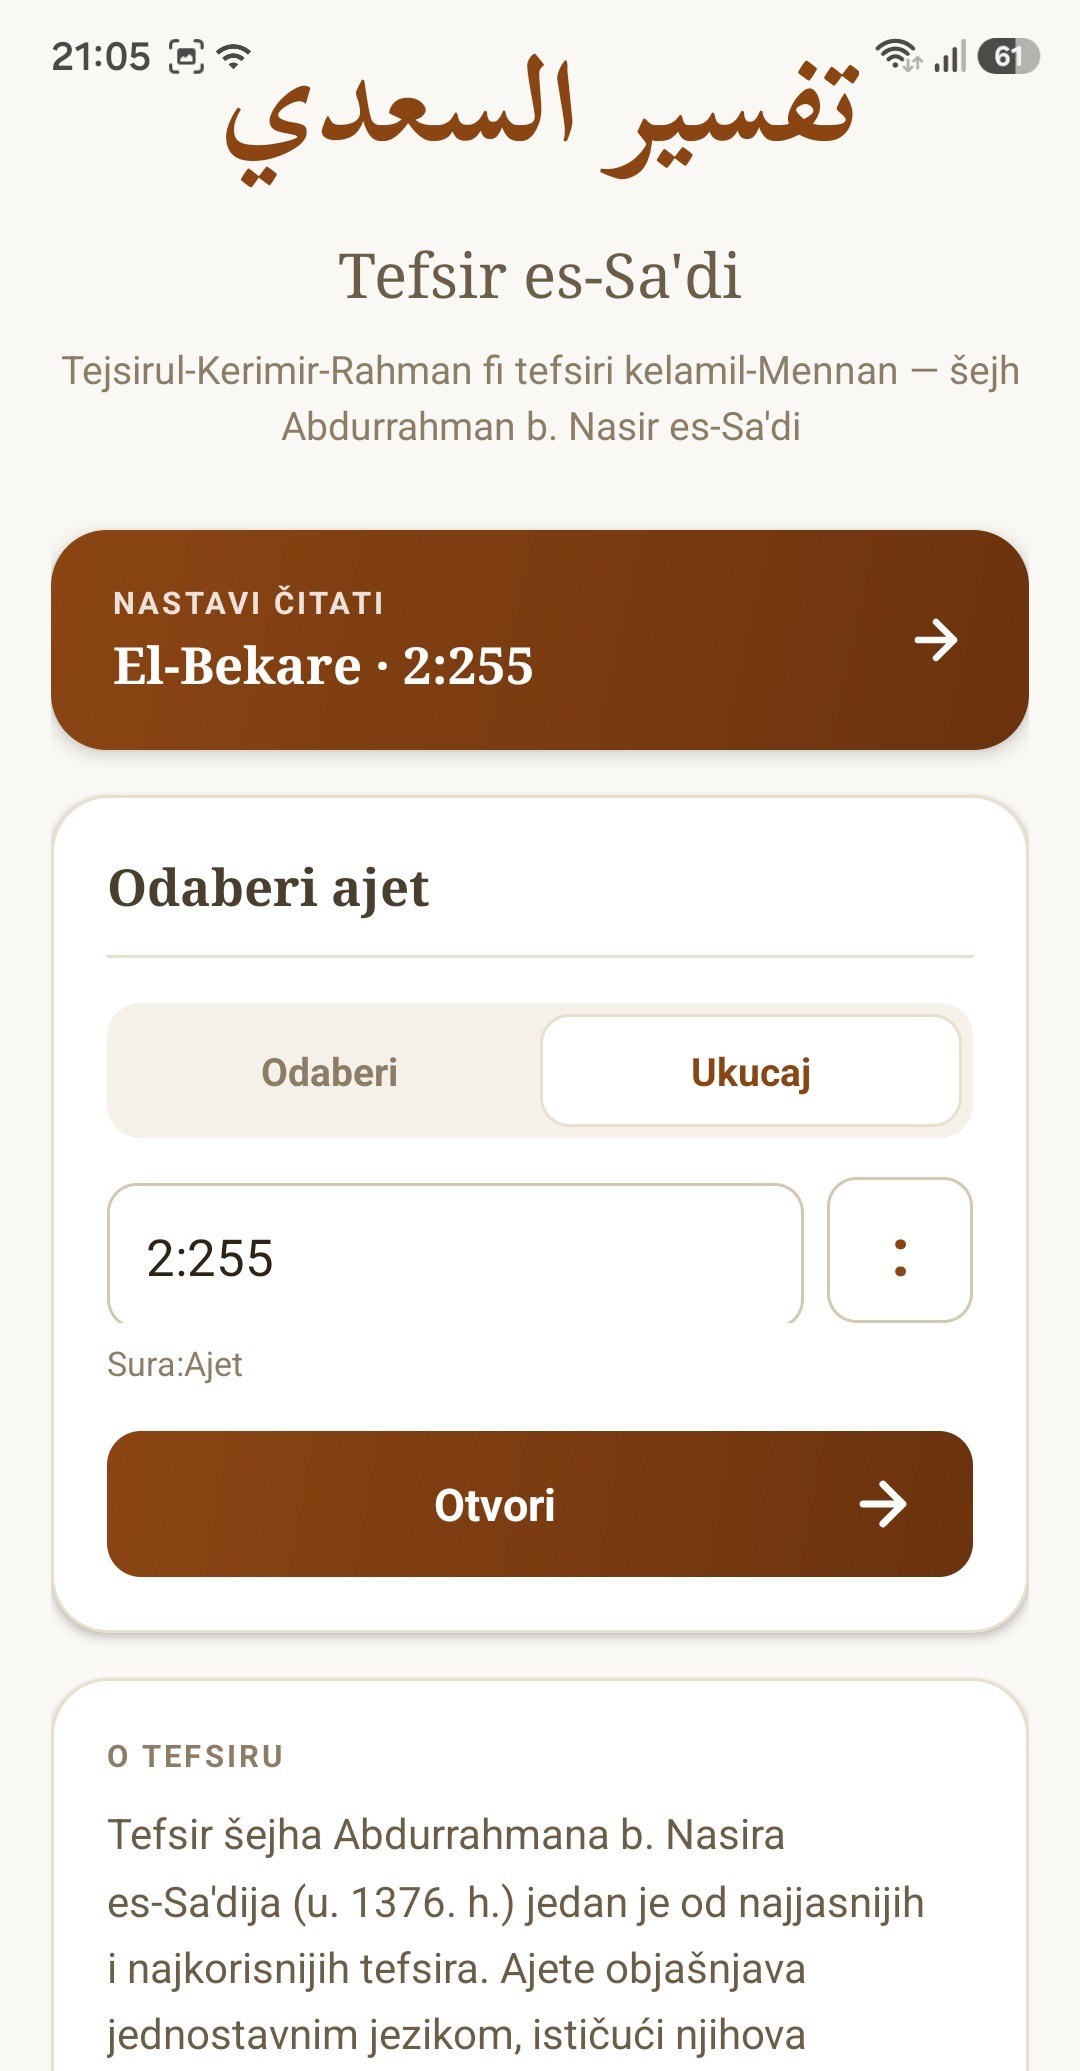 21:05
61
تفسير السعدي
Tefsir es-Sa'di
Tejsirul-Kerimir-Rahman fi tefsiri kelamil-Mennan — šejh
Abdurrahman b. Nasir es-Sa'di
NASTAVI ČITATI
El-Bekare · 2:255
Odaberi ajet
Odaberi
Ukucaj
2:255
:
Sura:Ajet
Otvori
O TEFSIRU
Tefsir šejha Abdurrahmana b. Nasira
es-Sa'dija (u. 1376. h.) jedan je od najjasnijih
i najkorisnijih tefsira. Ajete objašnjava
jednostavnim jezikom, ističući njihova